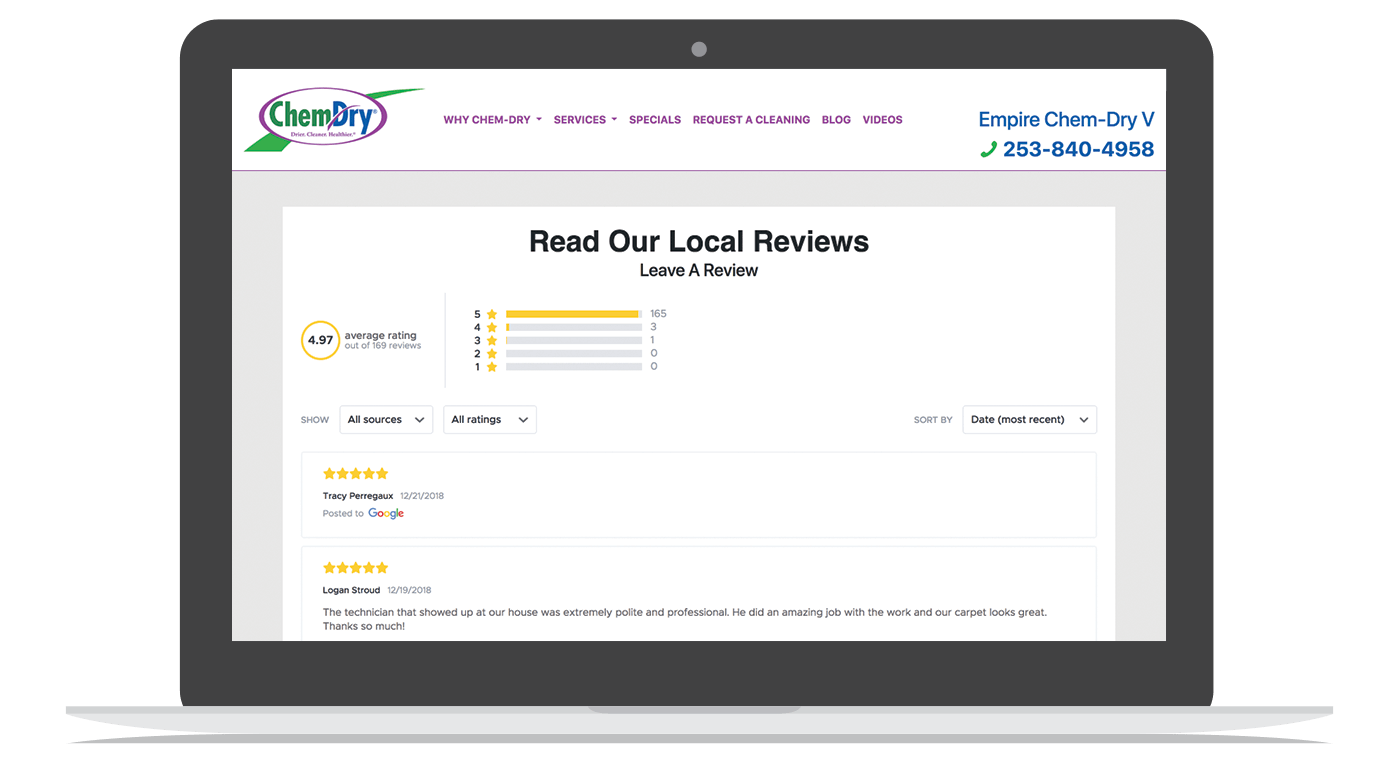 ChemDry®
Drier. Cleaner. Healthier.®
WHY CHEM-DRY SERVICES SPECIALS REQUEST A CLEANING BLOG VIDEOS
Empire Chem-Dry V
253-840-4958
Read Our Local Reviews
Leave A Review
4.97 average rating
out of 169 reviews
5 165
4 3
3 1
2 0
1 0
SHOW All sources All ratings SORT BY Date (most recent)
Tracy Perregaux 12/21/2018
Posted to Google
Logan Stroud 12/19/2018
The technician that showed up at our house was extremely polite and professional. He did an amazing job with the work and our carpet looks great.
Thanks so much!